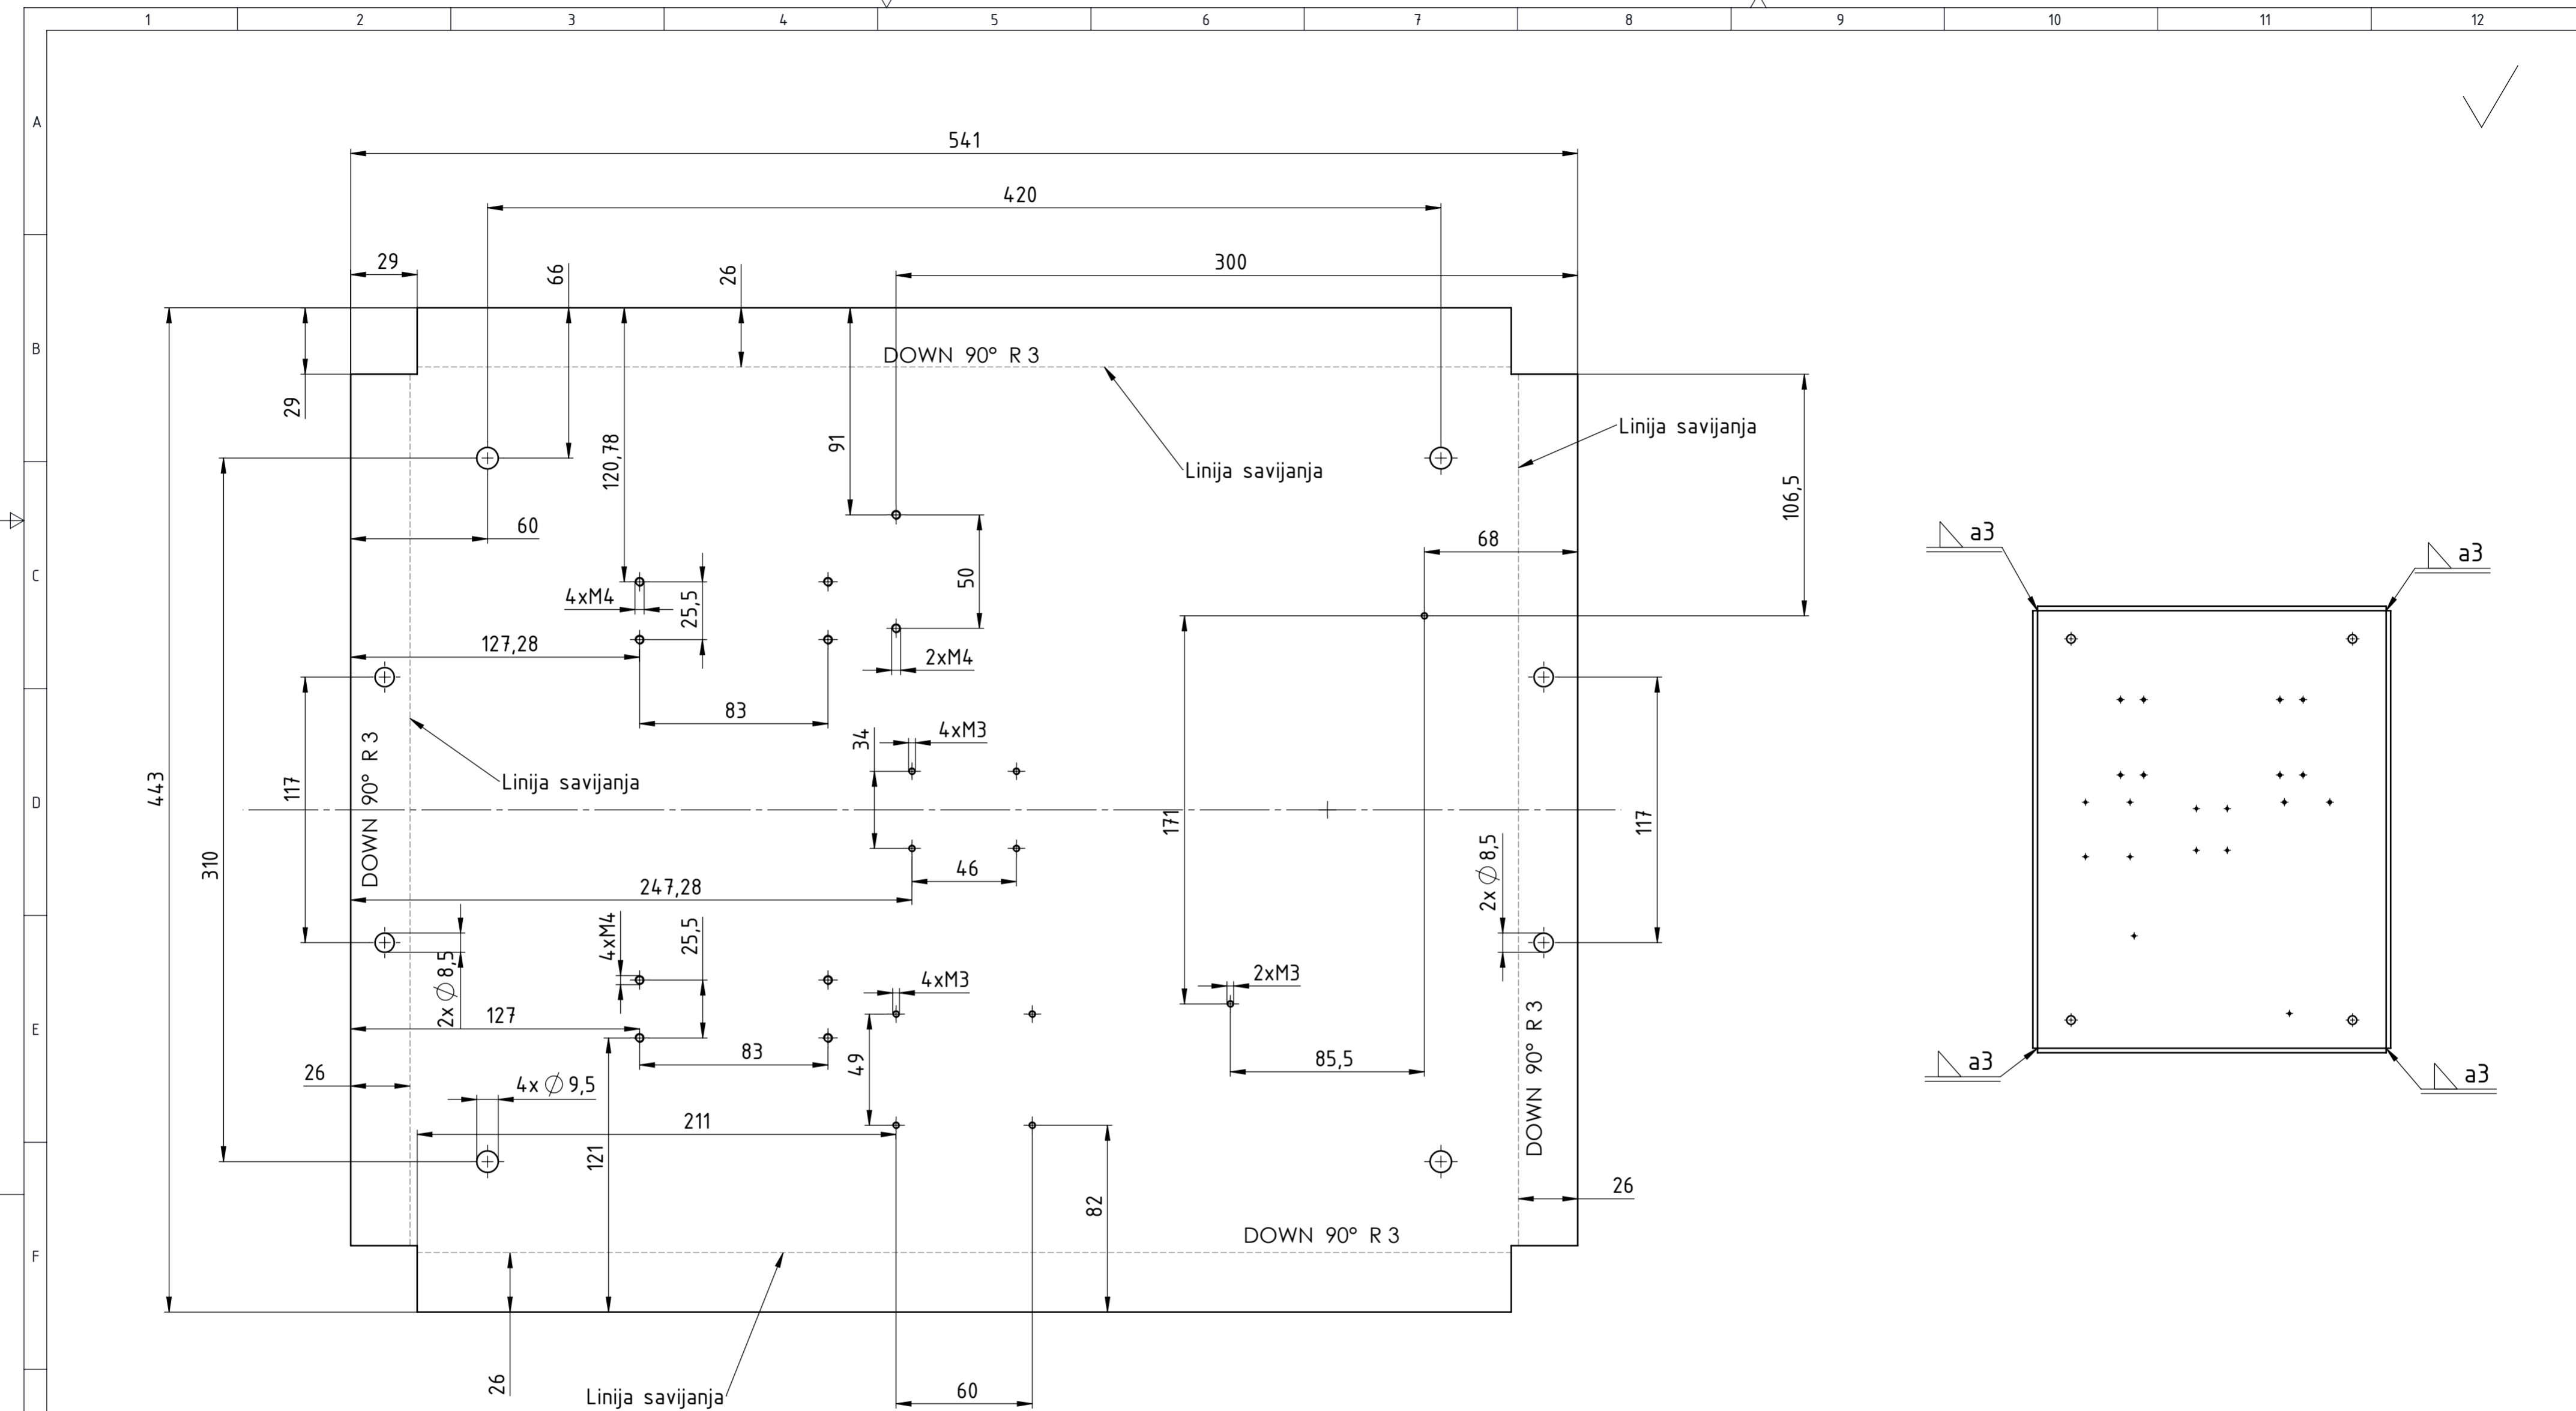 1 2 3 4 5 6 7 8 9 10 11 12
A
541
420
29
66
26
300
B
DOWN 90° R 3
29
120,78
91
Linija savijanja
Linija savijanja
106,5
60
68
C
a3
a3
50
4xM4
25,5
127,28
2xM4
83
34
4xM3
DOWN 90° R 3
Linija savijanja
443
117
D
171
117
310
46
2x ∅ 8,5
247,28
4xM4
25,5
2x ∅ 8,5
4xM3
2xM3
127
E
DOWN 90° R 3
83
49
85,5
26
4x ∅ 9,5
a3
a3
211
121
82
26
DOWN 90° R 3
F
26
Linija savijanja
60